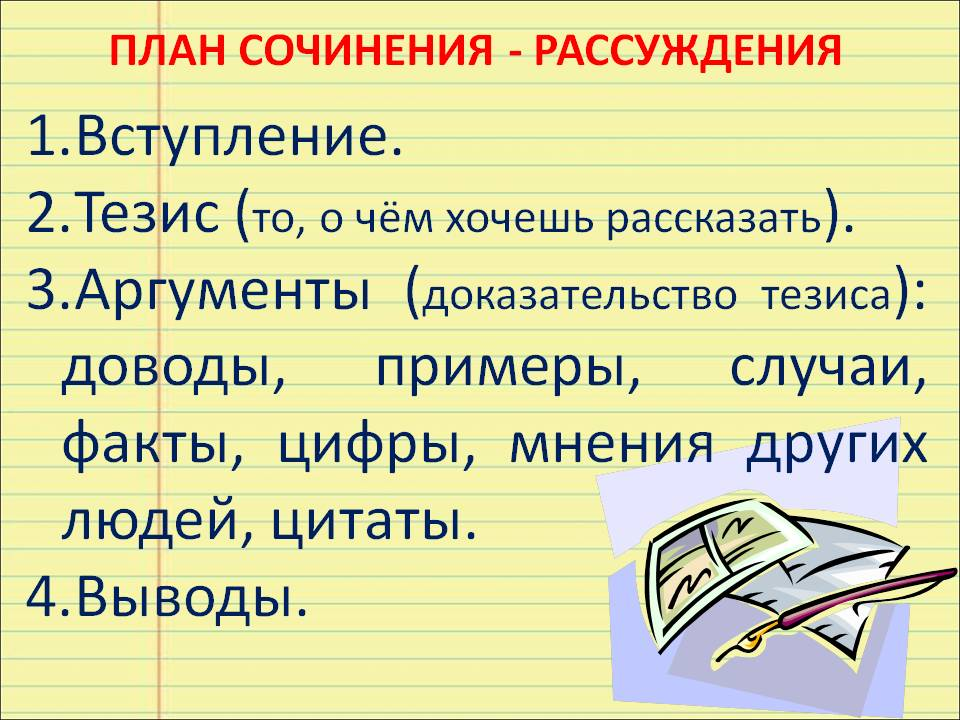 ПЛАН СОЧИНЕНИЯ - РАССУЖДЕНИЯ
1.Вступление.
2.Тезис (то, о чём хочешь рассказать).
3.Аргументы (доказательство тезиса):
доводы, примеры, случаи,
факты, цифры, мнения других
людей, цитаты.
4.Выводы.